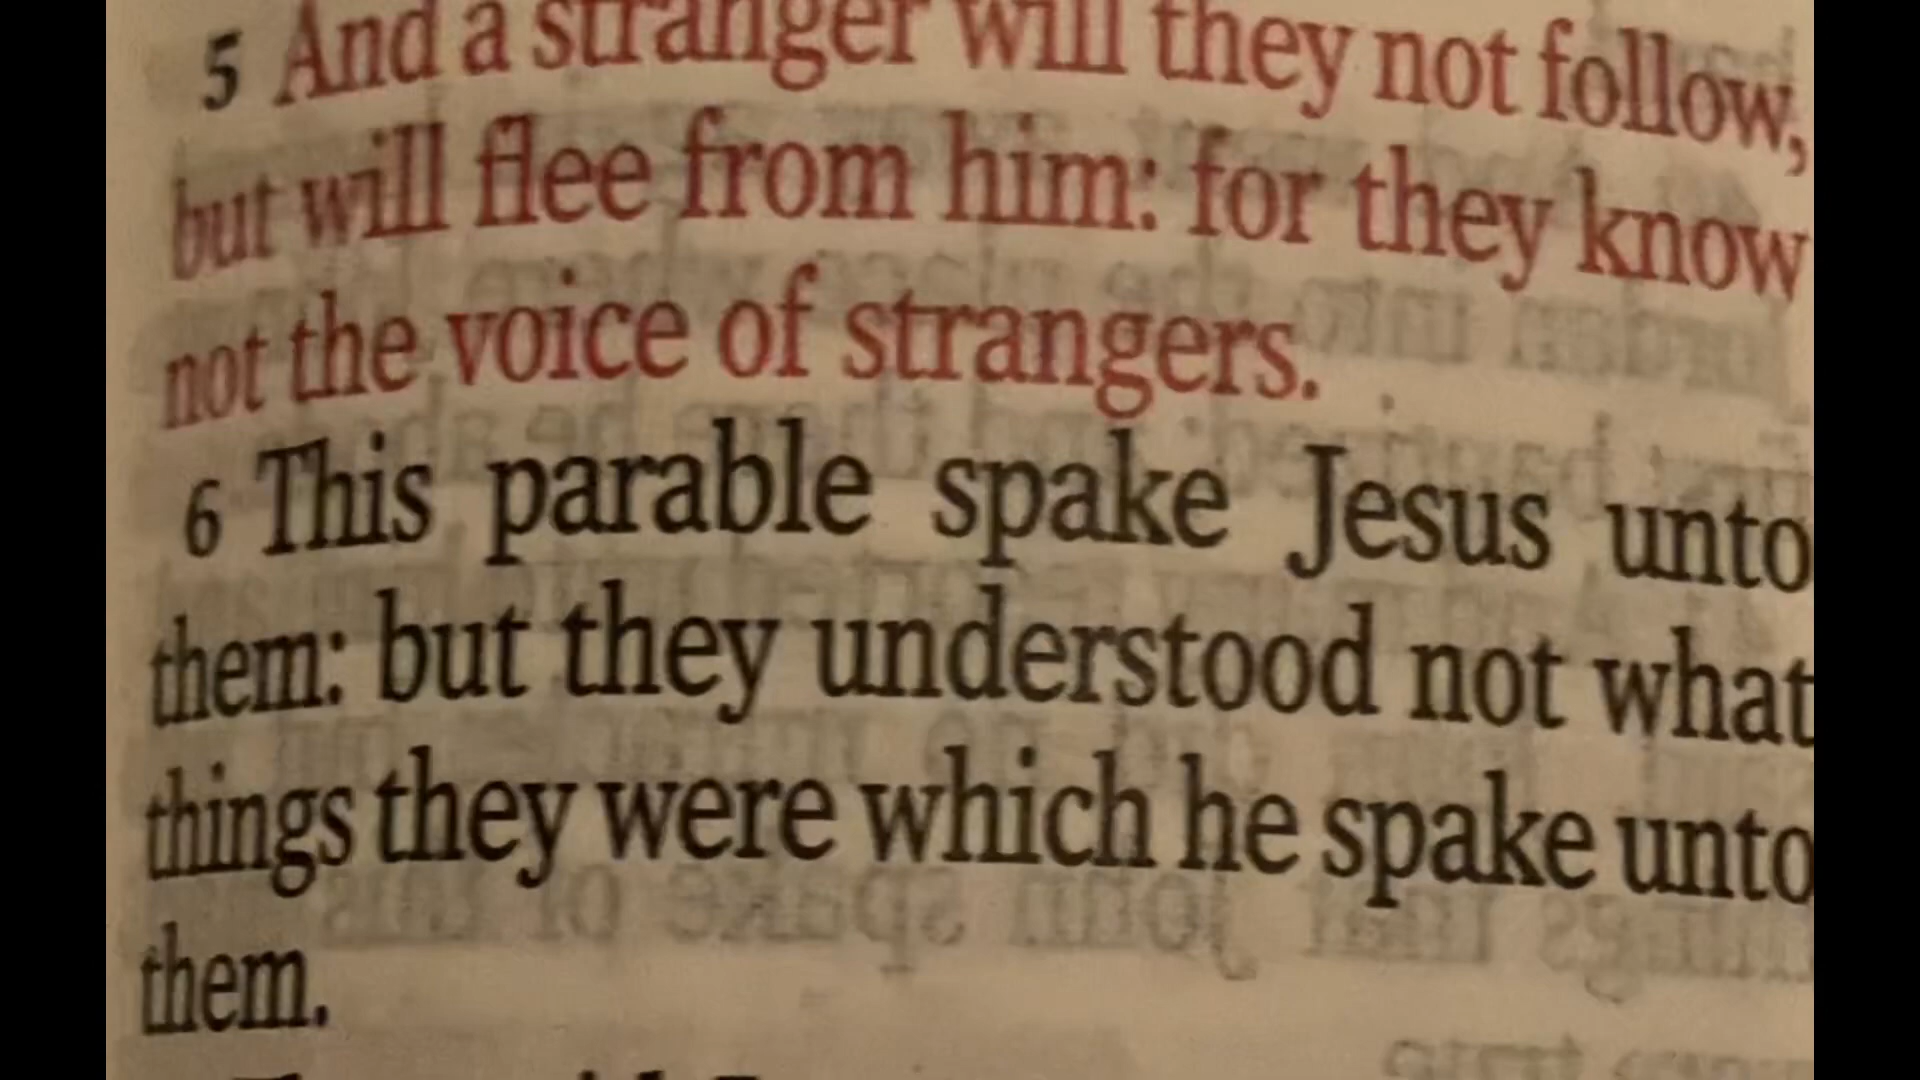 5 And a stranger will they not follow,
but will flee from him: for they know
not the voice of strangers.
6 This parable spake Jesus unto
them: but they understood not what
things they were which he spake unto
them.